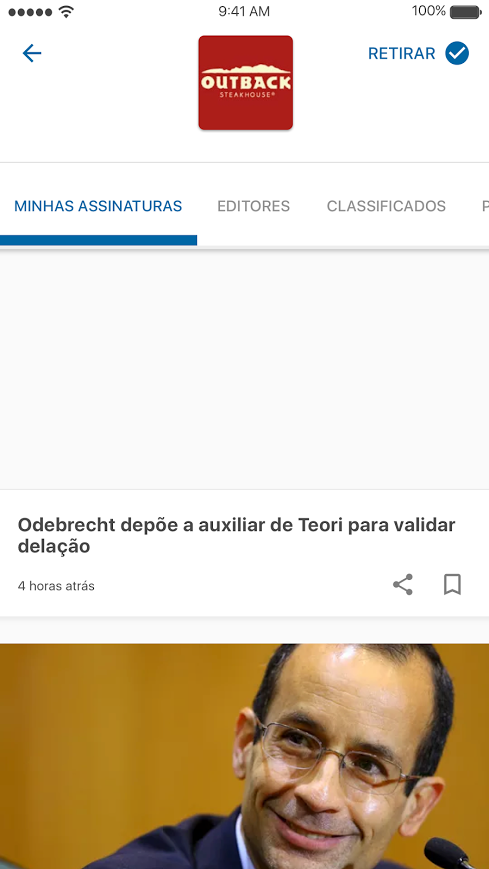 9:41 AM
100%
OUTBACK
STEAKHOUSE®
RETIRAR
MINHAS ASSINATURAS
EDITORES
CLASSIFICADOS
P
Odebrecht depõe a auxiliar de Teori para validar
delação
4 horas atrás